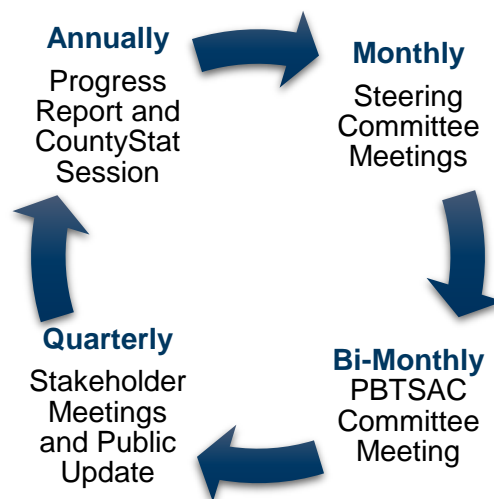 Annually
Progress
Report and
CountyStat
Session
Monthly
Steering
Committee
Meetings
Bi-Monthly
PBTSAC
Committee
Meeting
Quarterly
Stakeholder
Meetings
and Public
Update